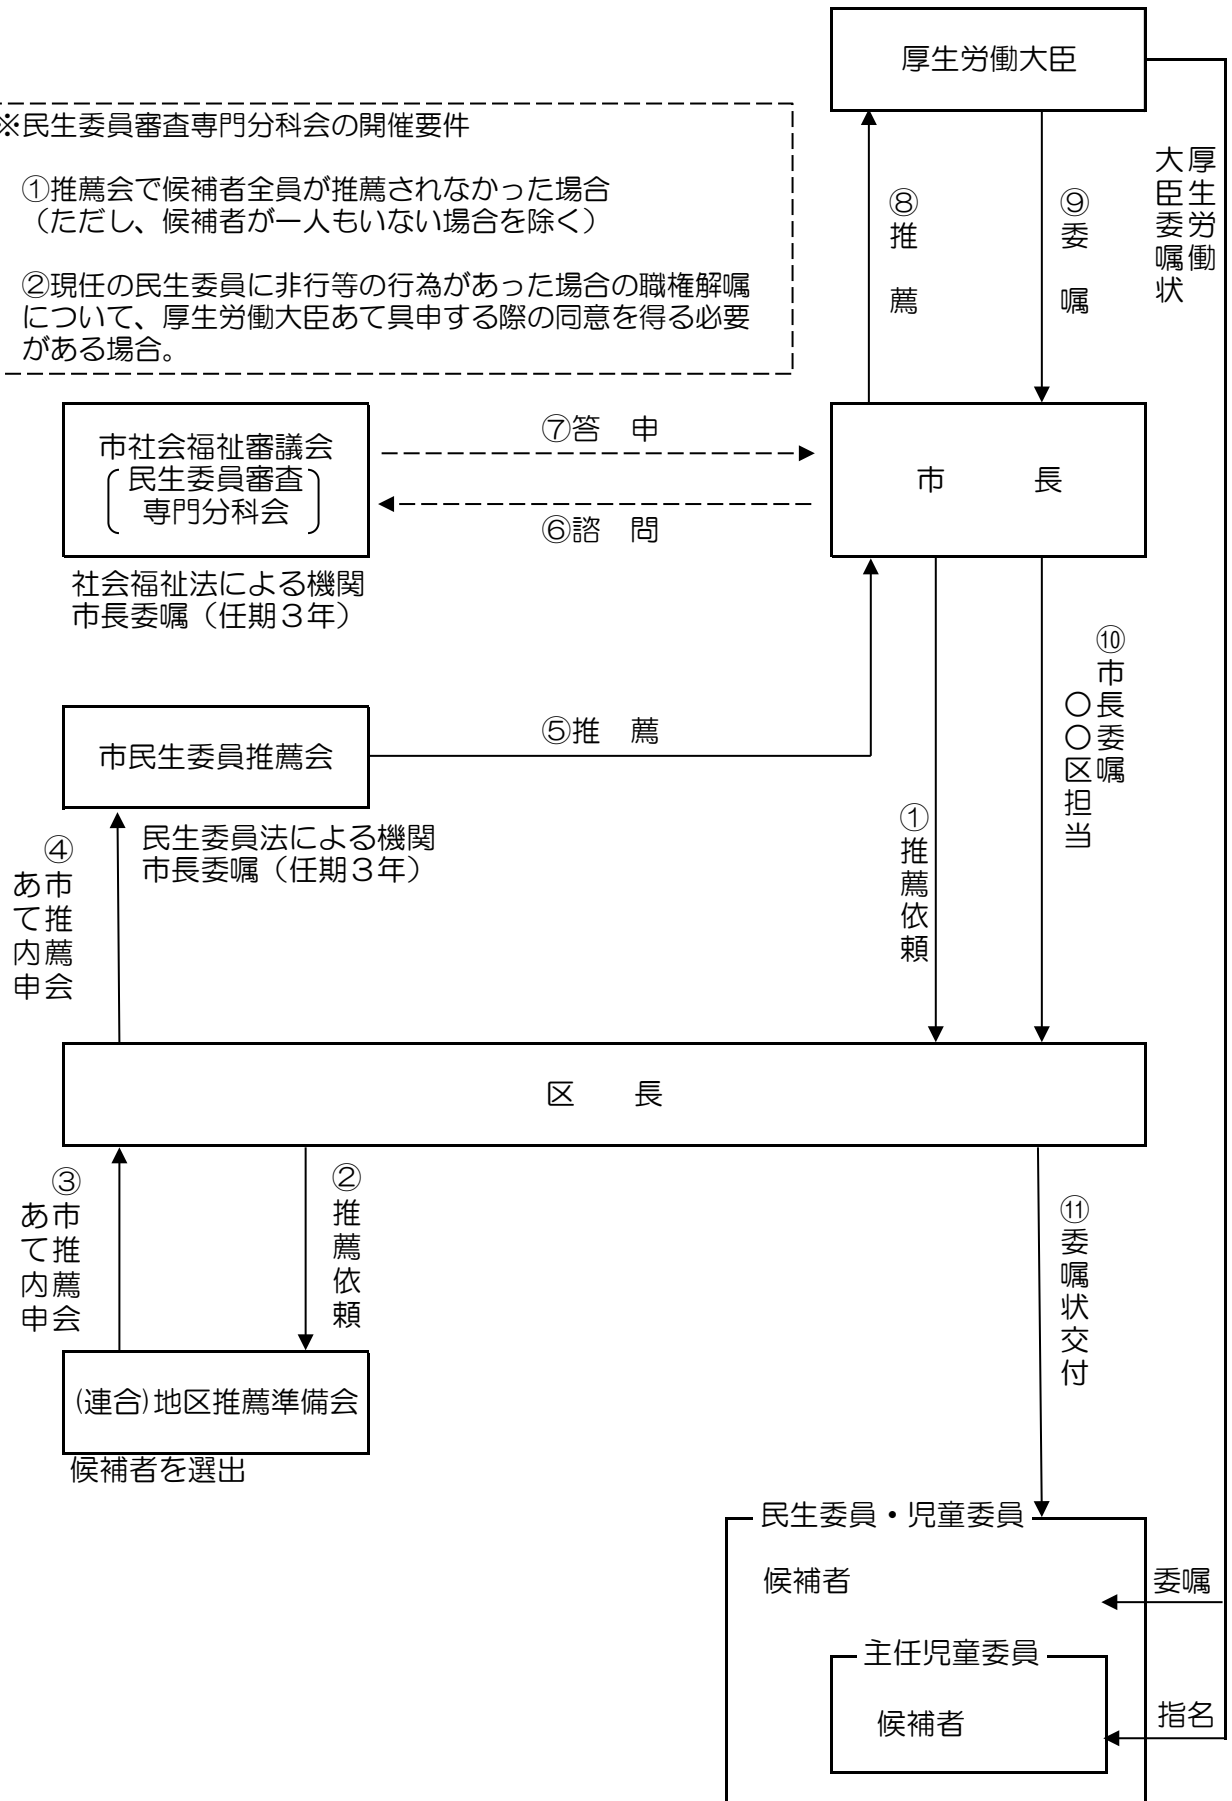 厚生労働大臣
※民生委員審査専門分科会の開催要件
①推薦会で候補者全員が推薦されなかった場合
（ただし、候補者が一人もいない場合を除く）
②現任の民生委員に非行等の行為があった場合の職権解嘱
について、厚生労働大臣あて具申する際の同意を得る必要
がある場合。
⑧推　薦
⑨委　嘱
厚生労働
大臣委嘱状
市社会福祉審議会
民生委員審査
専門分科会
⑦答　申
⑥諮　問
市　　　長
社会福祉法による機関
市長委嘱（任期３年）
⑩市長委嘱
〇〇区担当
市民生委員推薦会
⑤推　薦
民生委員法による機関
市長委嘱（任期３年）
①推薦依頼
④市推薦会
あて内申
区　　長
③市推薦会
あて内申
②推薦依頼
⑪委嘱状交付
(連合)地区推薦準備会
候補者を選出
民生委員・児童委員
候補者
委嘱
主任児童委員
候補者
指名